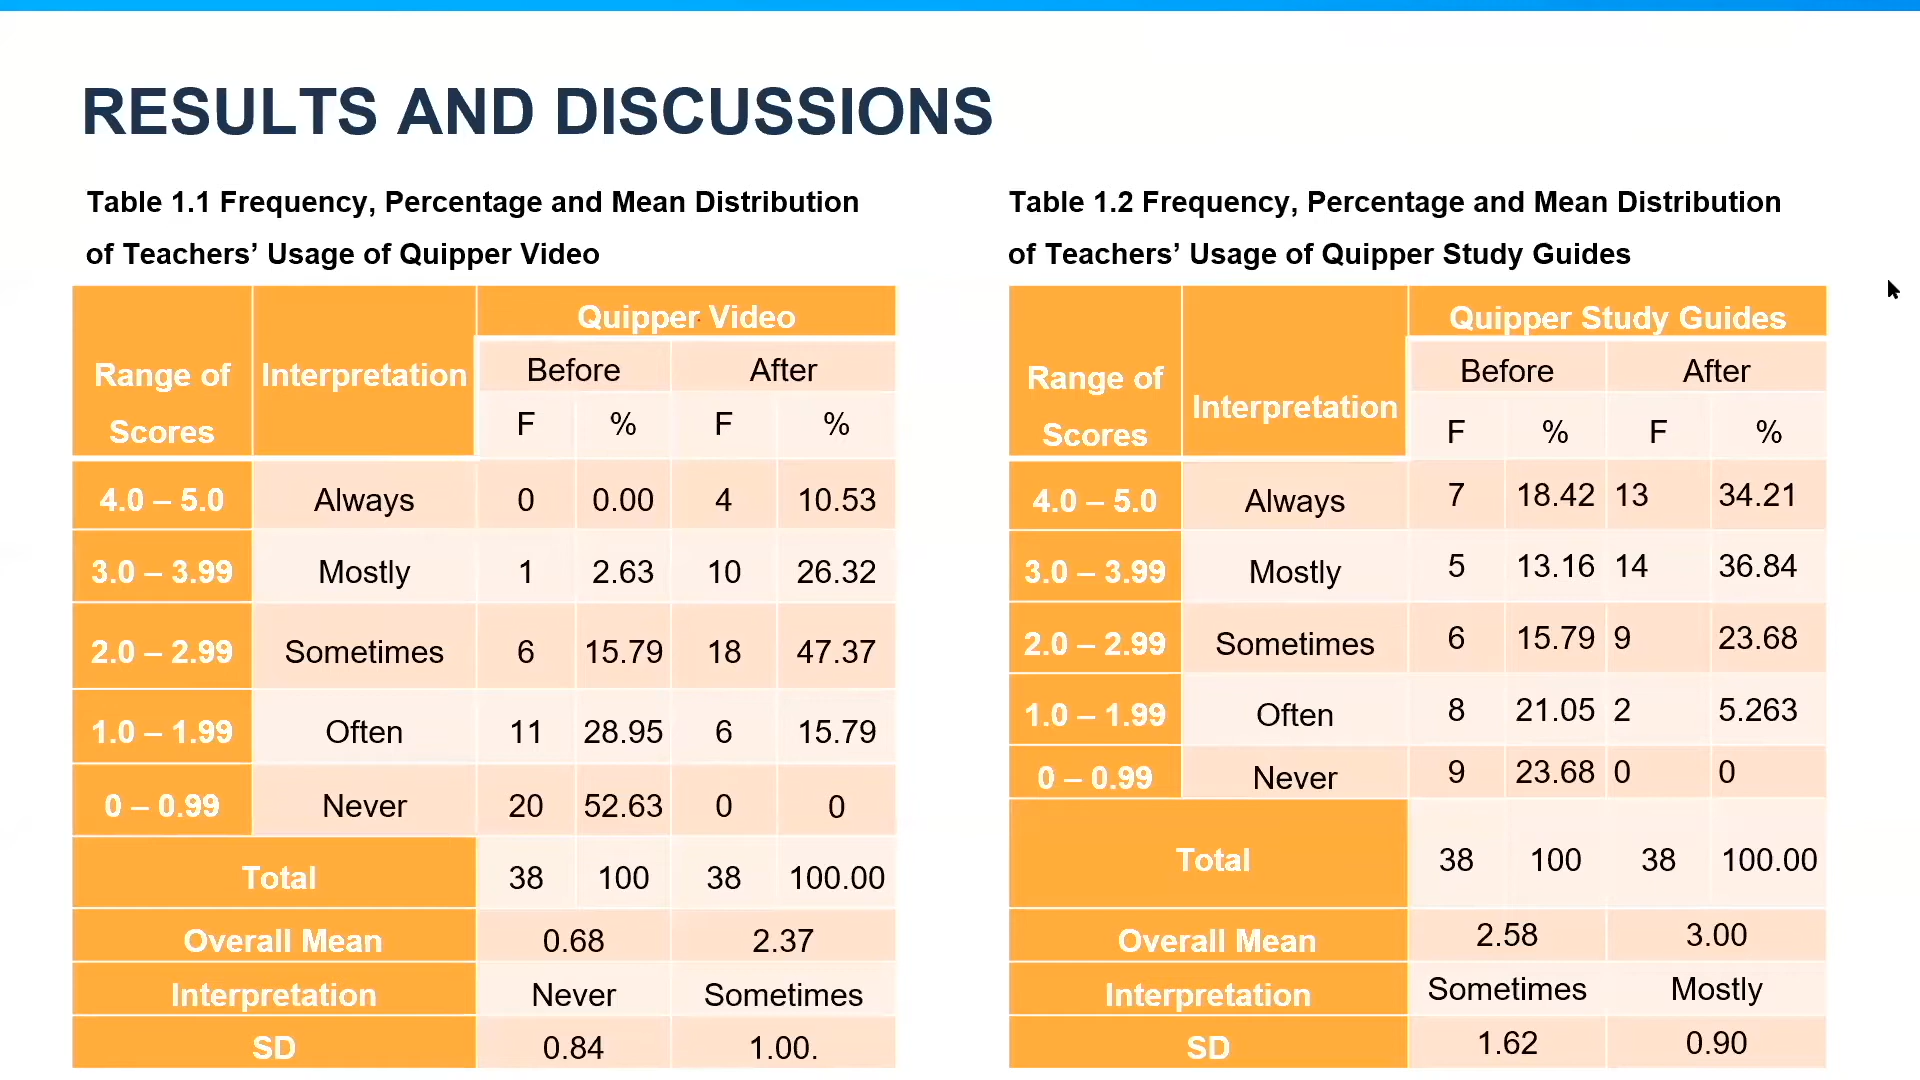 RESULTS AND DISCUSSIONS
Table 1.1 Frequency, Percentage and Mean Distribution
of Teachers’ Usage of Quipper Video
Range of Scores Interpretation Quipper Video
Before After
F % F %
4.0 – 5.0 Always 0 0.00 4 10.53
3.0 – 3.99 Mostly 1 2.63 10 26.32
2.0 – 2.99 Sometimes 6 15.79 18 47.37
1.0 – 1.99 Often 11 28.95 6 15.79
0 – 0.99 Never 20 52.63 0 0
Total 38 100 38 100.00
Overall Mean 0.68 2.37
Interpretation Never Sometimes
SD 0.84 1.00.
Table 1.2 Frequency, Percentage and Mean Distribution
of Teachers’ Usage of Quipper Study Guides
Range of Scores Interpretation Quipper Study Guides
Before After
F % F %
4.0 – 5.0 Always 7 18.42 13 34.21
3.0 – 3.99 Mostly 5 13.16 14 36.84
2.0 – 2.99 Sometimes 6 15.79 9 23.68
1.0 – 1.99 Often 8 21.05 2 5.263
0 – 0.99 Never 9 23.68 0 0
Total 38 100 38 100.00
Overall Mean 2.58 3.00
Interpretation Sometimes Mostly
SD 1.62 0.90